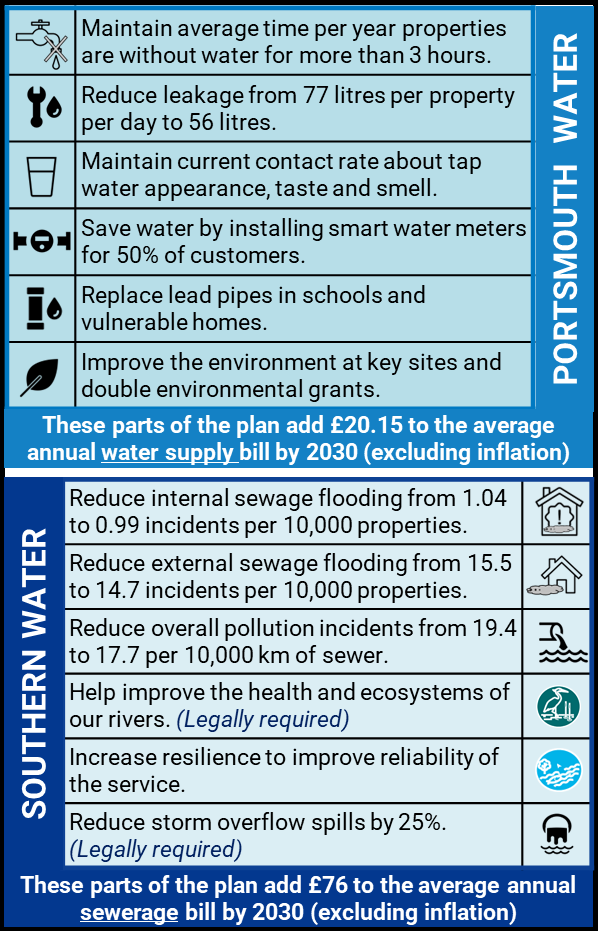 Maintain average time per year properties
are without water for more than 3 hours.
Reduce leakage from 77 litres per property
per day to 56 litres.
Maintain current contact rate about tap
water appearance, taste and smell.
Save water by installing smart water meters
for 50% of customers.
Replace lead pipes in schools and
vulnerable homes.
Improve the environment at key sites and
double environmental grants.
PORTSMOUTH WATER
These parts of the plan add £20.15 to the average
annual water supply bill by 2030 (excluding inflation)
SOUTHERN WATER
Reduce internal sewage flooding from 1.04
to 0.99 incidents per 10,000 properties.
Reduce external sewage flooding from 15.5
to 14.7 incidents per 10,000 properties.
Reduce overall pollution incidents from 19.4
to 17.7 per 10,000 km of sewer.
Help improve the health and ecosystems of
our rivers. (Legally required)
Increase resilience to improve reliability of
the service.
Reduce storm overflow spills by 25%.
(Legally required)
These parts of the plan add £76 to the average annual
sewerage bill by 2030 (excluding inflation)